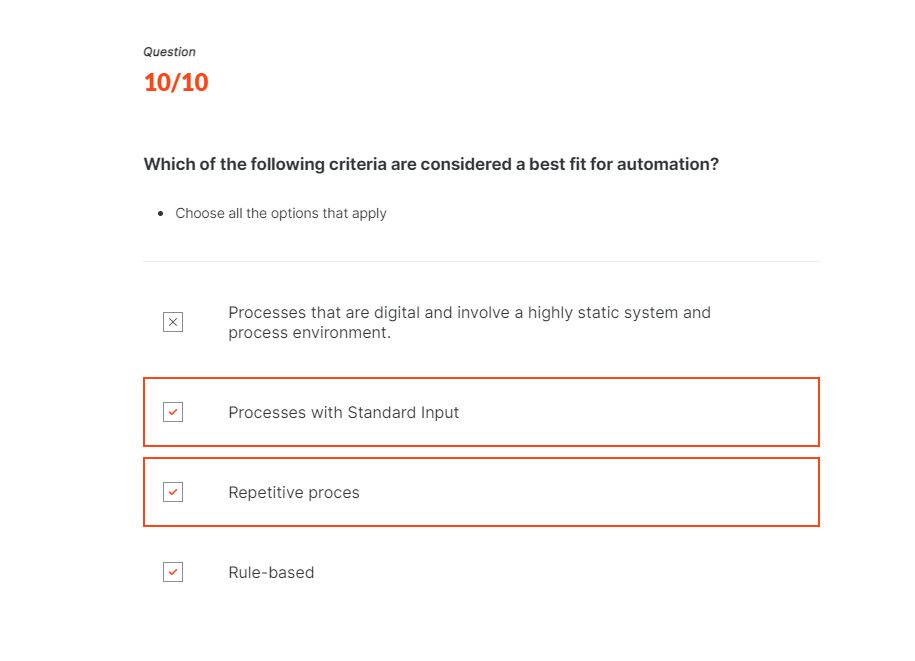 Question
10/10
Which of the following criteria are considered a best fit for automation?
• Choose all the options that apply
Processes that are digital and involve a highly static system and
process environment.
Processes with Standard Input
Repetitive proces
Rule-based